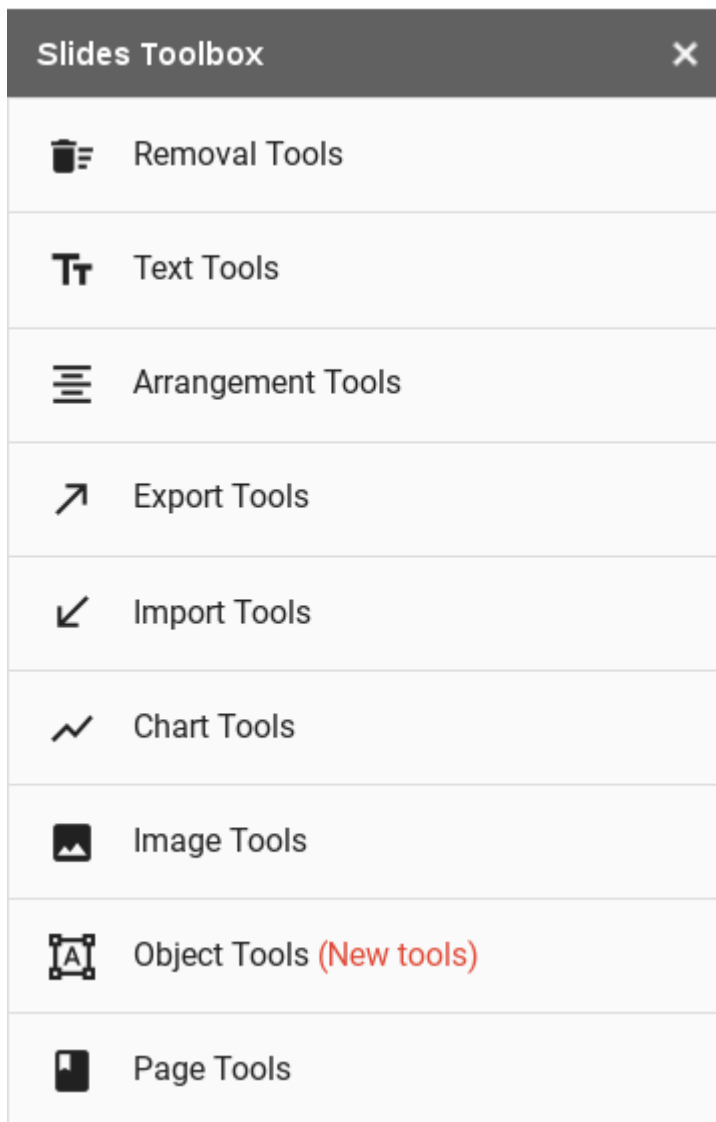 Slides Toolbox
Removal Tools
Text Tools
Arrangement Tools
Export Tools
Import Tools
Chart Tools
Image Tools
Object Tools (New tools)
Page Tools